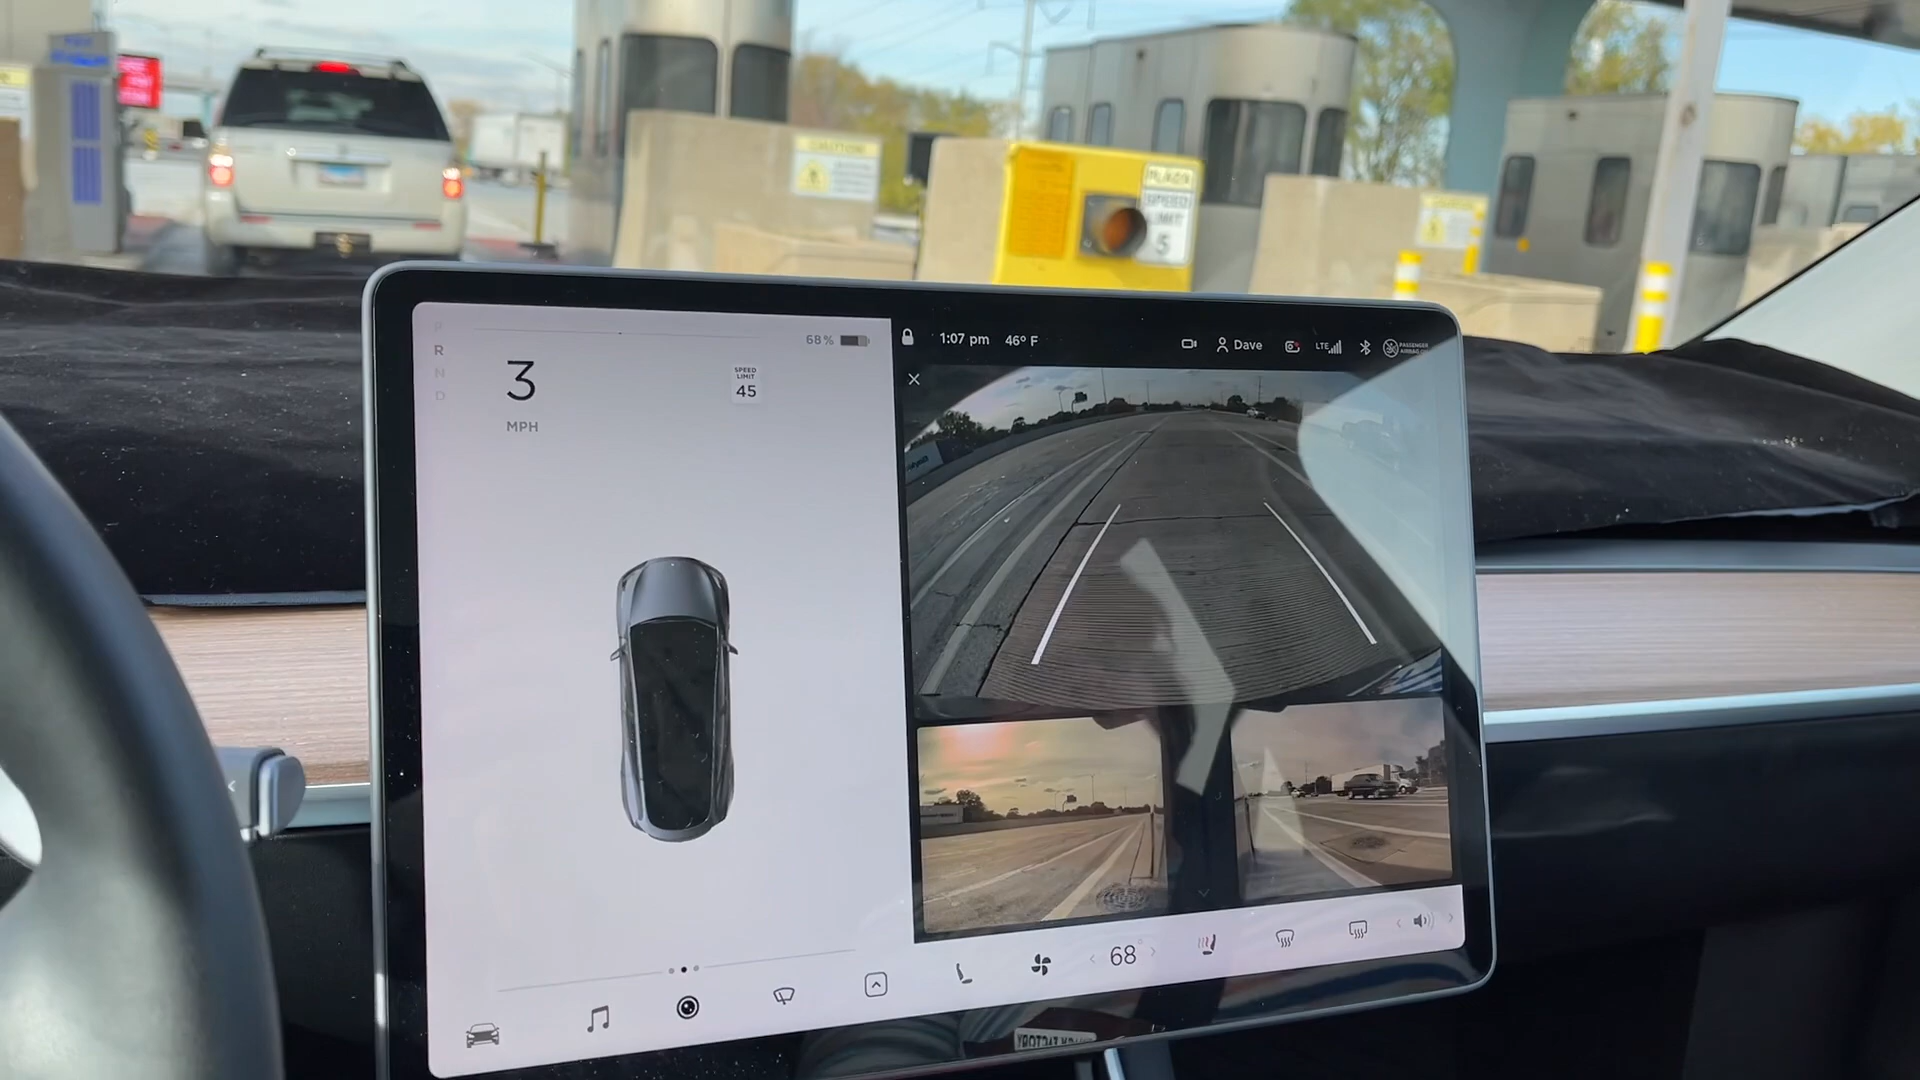 CAUTION
SPEED
LIMIT
5
CAUTION
P
R
N
D
3
MPH
SPEED
LIMIT
45
68%
1:07 pm
46° F
Dave
LTE
PASSENGER
AIRBAG
68